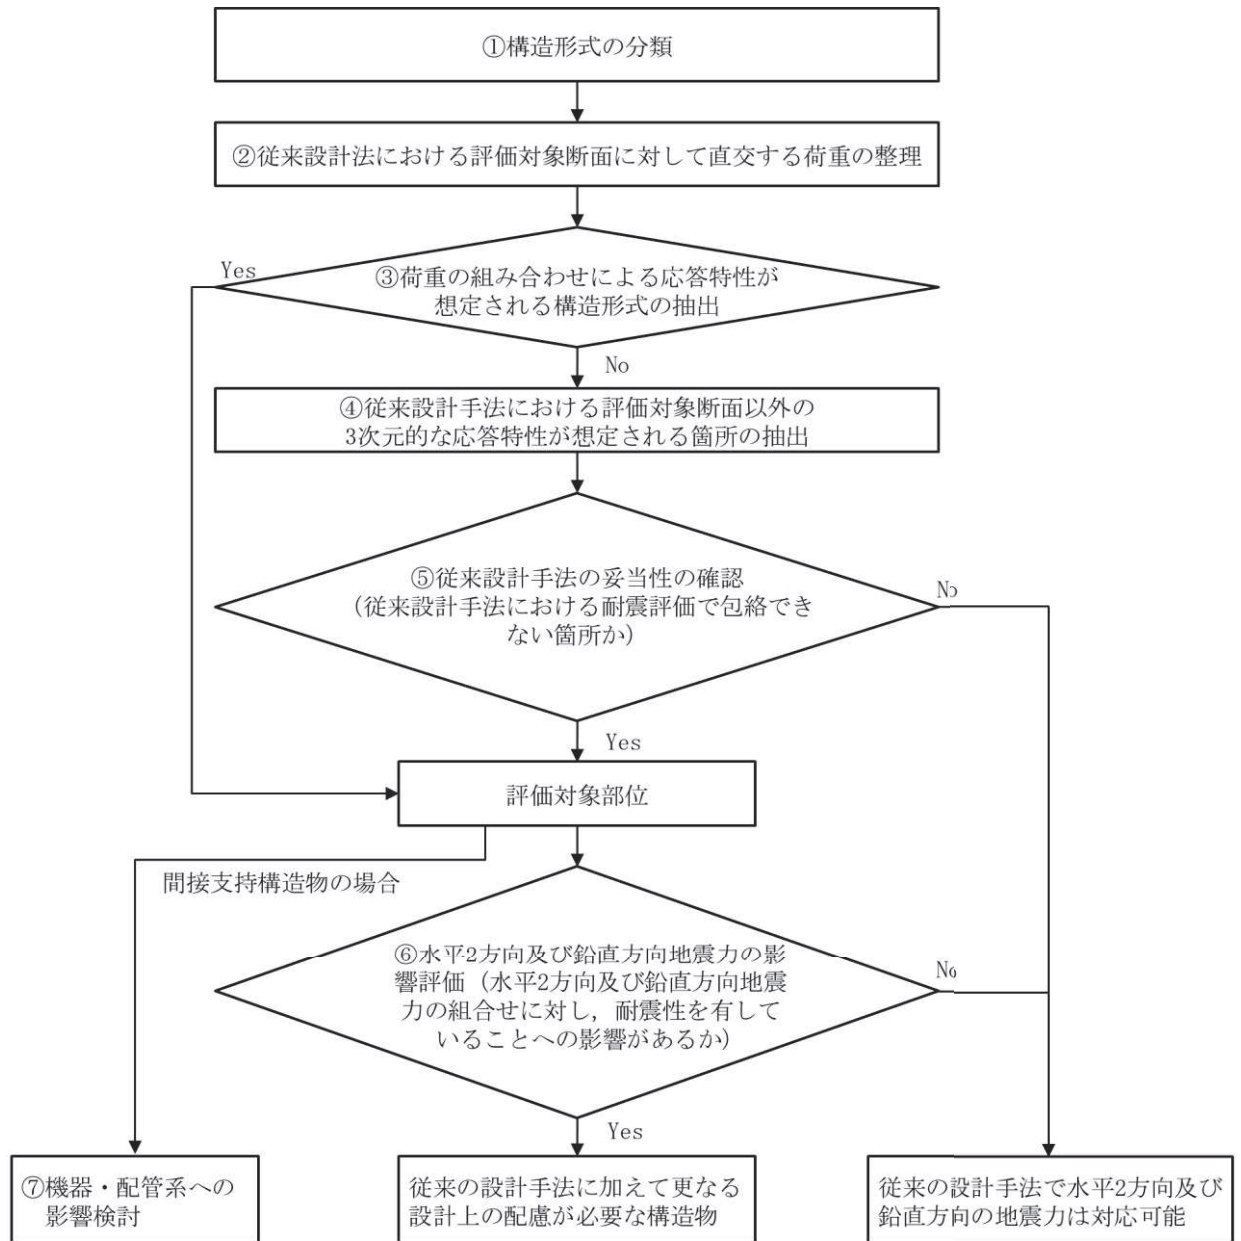 ①構造形式の分類
②従来設計法における評価対象断面に対して直交する荷重の整理
Yes
③荷重の組み合わせによる応答特性が
想定される構造形式の抽出
No
④従来設計手法における評価対象断面以外の
3次元的な応答特性が想定される箇所の抽出
⑤従来設計手法の妥当性の確認
（従来設計手法における耐震評価で包絡でき
ない箇所か）
No
Yes
評価対象部位
間接支持構造物の場合
⑥水平2方向及び鉛直方向地震力の影
響評価（水平2方向及び鉛直方向地震
力の組合せに対し，耐震性を有して
いることへの影響があるか）
No
Yes
⑦機器・配管系への
影響検討
従来の設計手法に加えて更なる
設計上の配慮が必要な構造物
従来の設計手法で水平2方向及び
鉛直方向の地震力は対応可能